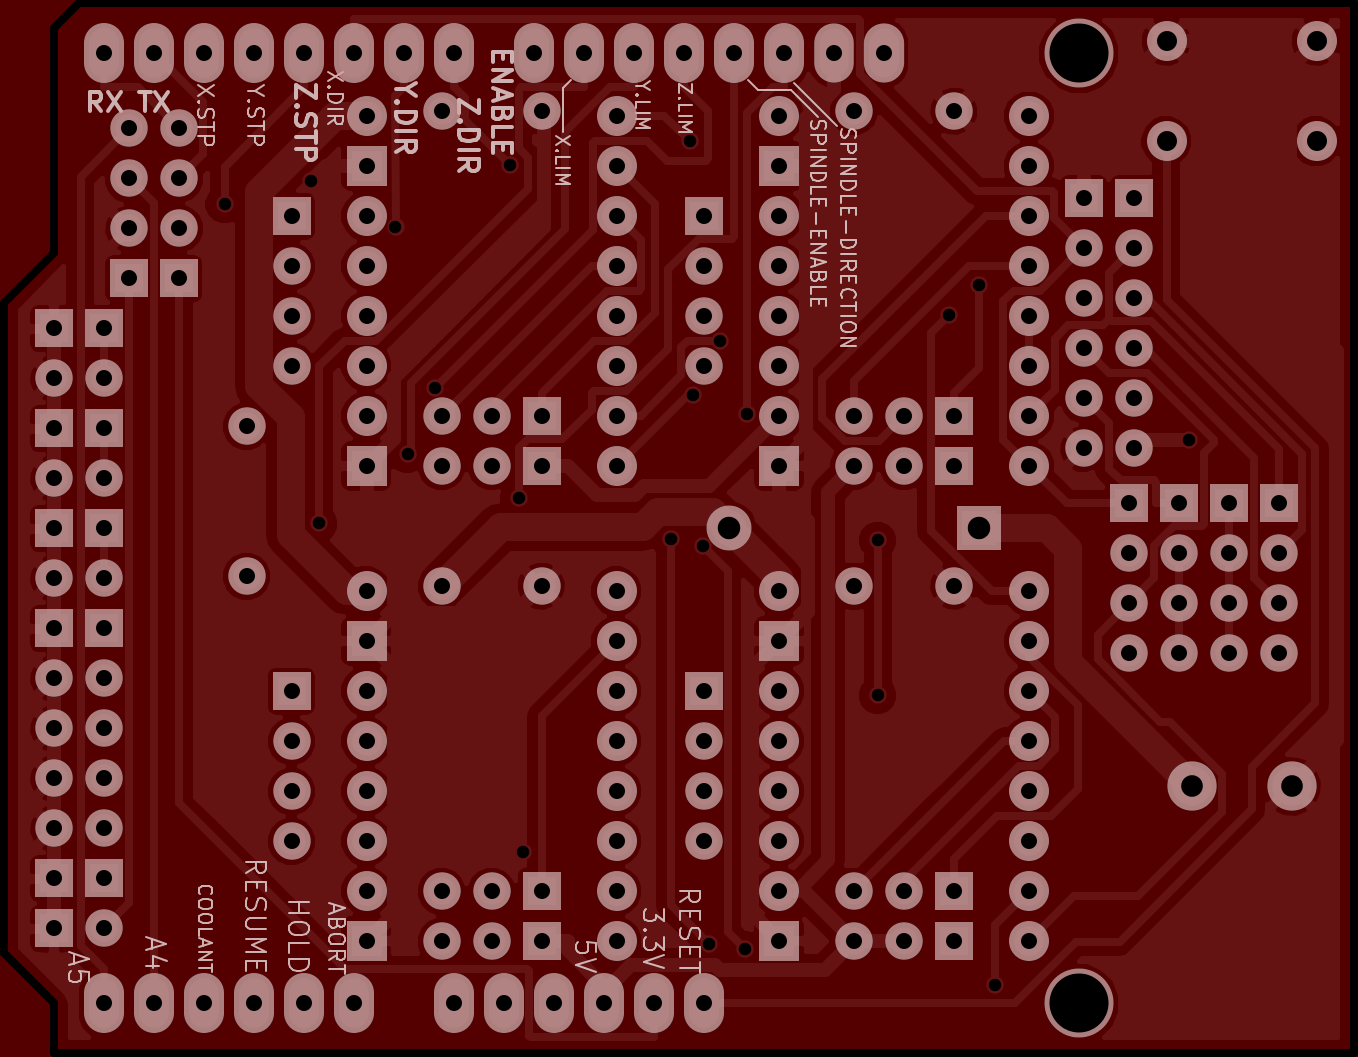 RX TX
X.STP
Y.STP
Z.STP
X.DIR
Y.DIR
Z.DIR
ENABLE
X.LIM
Y.LIM
Z.LIM
SPINDLE-ENABLE
SPINDLE-DIRECTION
A5
A4
COOLANT
RESUME
HOLD
ABORT
5V
3.3V
RESET